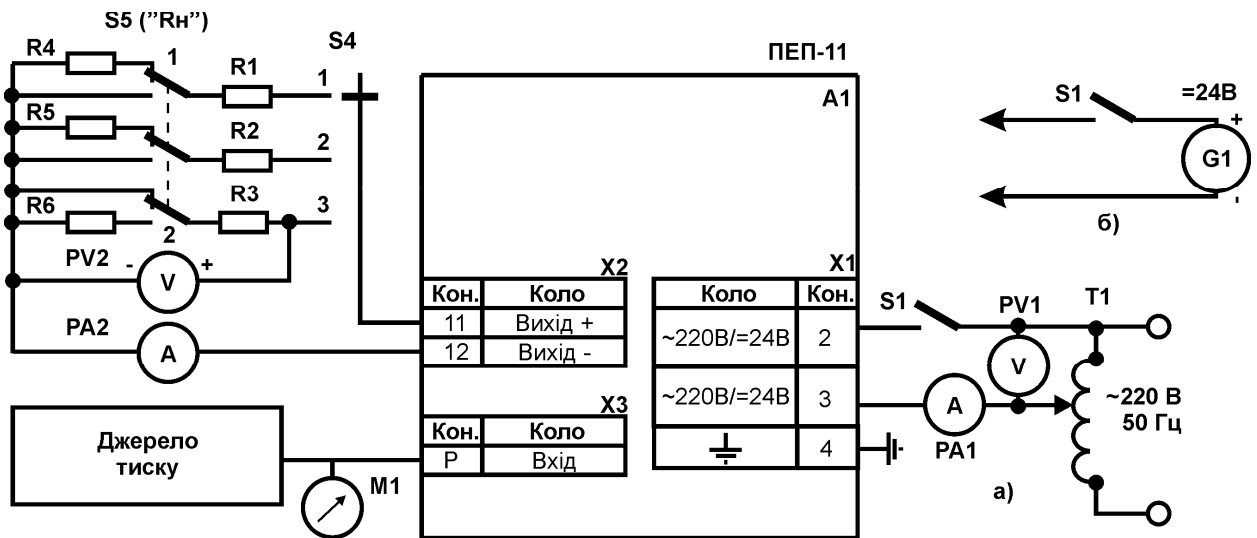 S5 ("Rн")
S4
ПЕП-11
R4
1
R1
1
А1
S1
=24В
+
R5
R2
2
G1
R6
R3
3
-
2
б)
PV2
-
V
+
X2
X1
Кон.
Коло
Коло
Кон.
S1
PV1
T1
PA2
11
Вихід +
~220В/=24В
2
A
12
Вихід -
V
X3
~220В/=24В
3
A
~220 В
50 Гц
Джерело
тиску
Кон.
Коло
P
Вхід
4
PA1
M1
а)